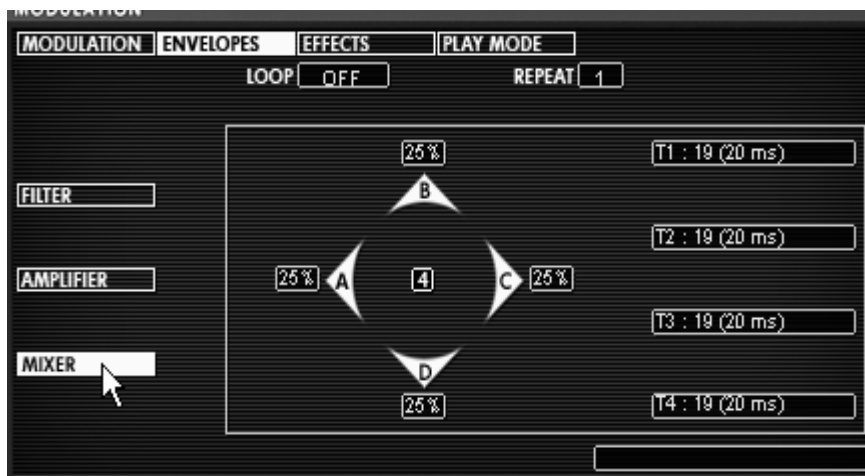 MODULATION
MODULATION ENVELOPES EFFECTS PLAY MODE
LOOP OFF REPEAT 1
25% T1 : 19 (20 ms)
B
FILTER
T2 : 19 (20 ms)
AMPLIFIER 25% A 4 C 25%
T3 : 19 (20 ms)
MIXER
D
25% T4 : 19 (20 ms)